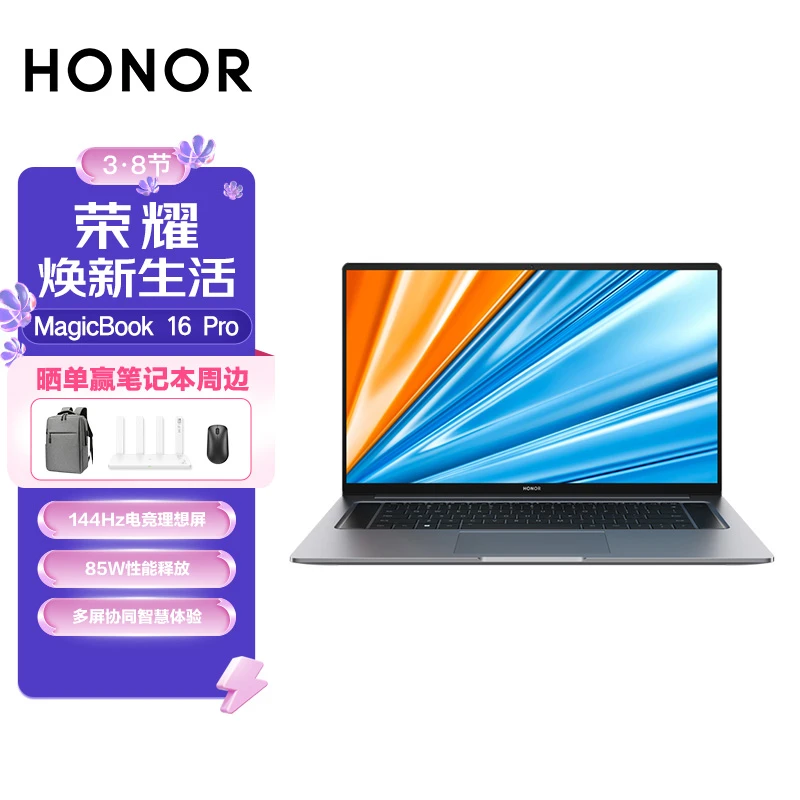 HONOR
3·8节
荣耀
焕新生活
MagicBook 16 Pro
晒单赢笔记本周边
144Hz电竞理想屏
85W性能释放
多屏协同智慧体验
HONOR